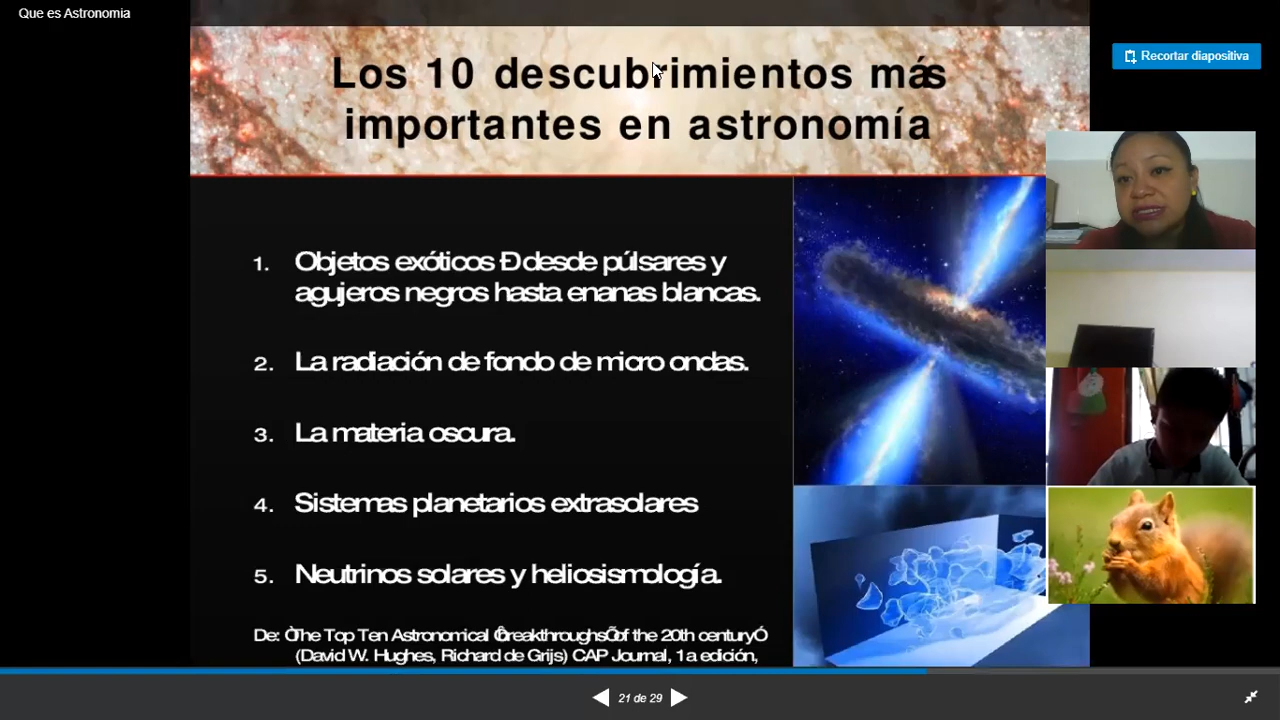 Que es Astronomia
Recortar diapositiva
Los 10 descubrimientos más
importantes en astronomía
1. Objetos exóticos Ð desde púlsares y
agujeros negros hasta enanas blancas.
2. La radiación de fondo de micro ondas.
3. La materia oscura.
4. Sistemas planetarios extrasolares
5. Neutrinos solares y heliosismología.
De: ÒThe Top Ten Astronomical ÔbreakthroughsÕof the 20th centuryÓ
(David W. Hughes, Richard de Grijs) CAP Journal, 1a edición,
21 de 29